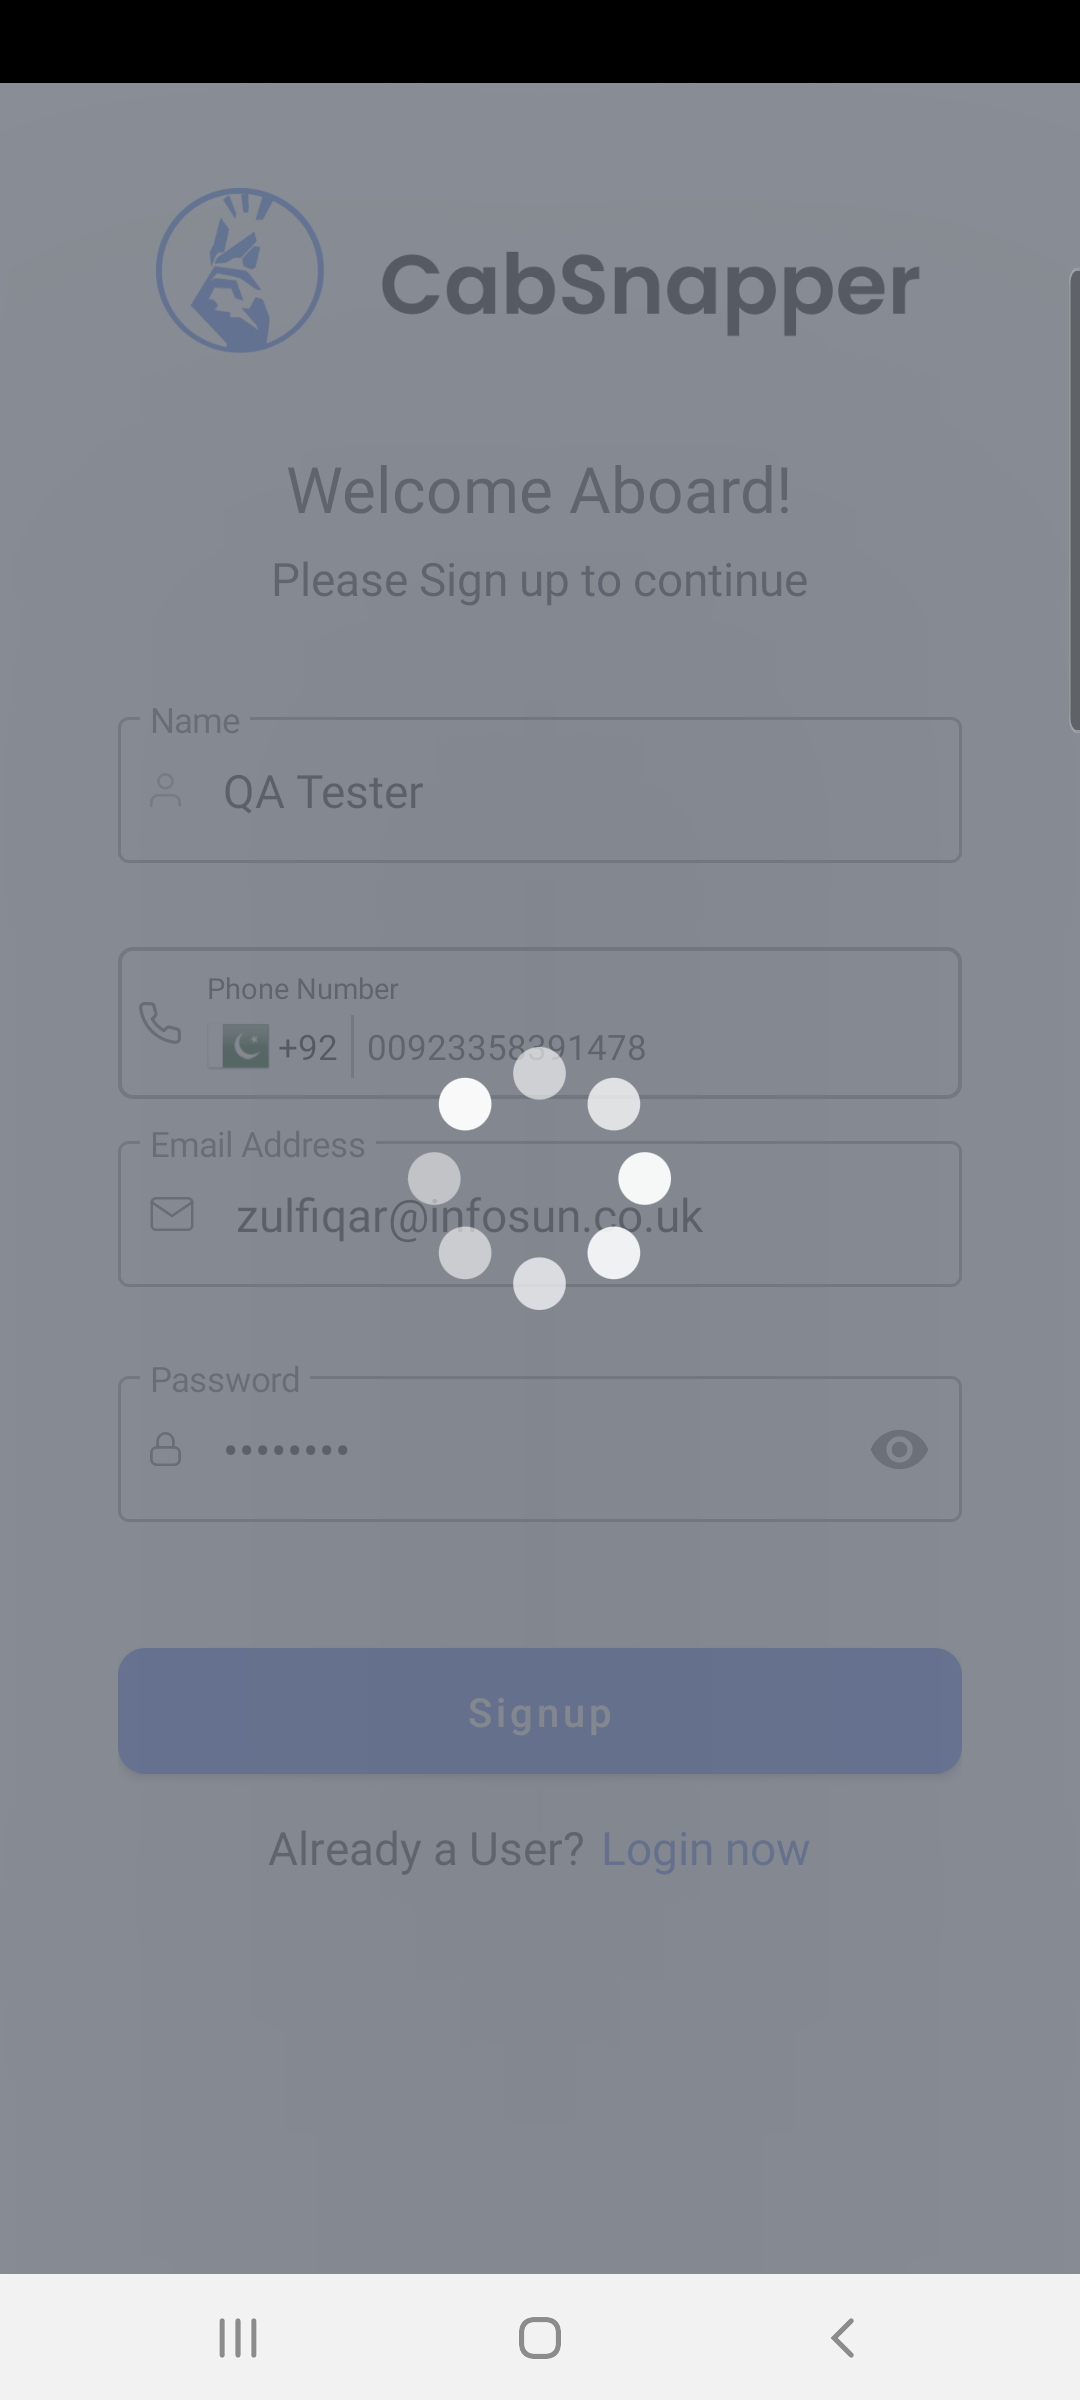 CabSnapper
Welcome Aboard!
Please Sign up to continue
Name
QA Tester
Phone Number
+92 00923358391478
Email Address
zulfiqar@infosun.co.uk
Password
••••••••
Signup
Already a User? Login now